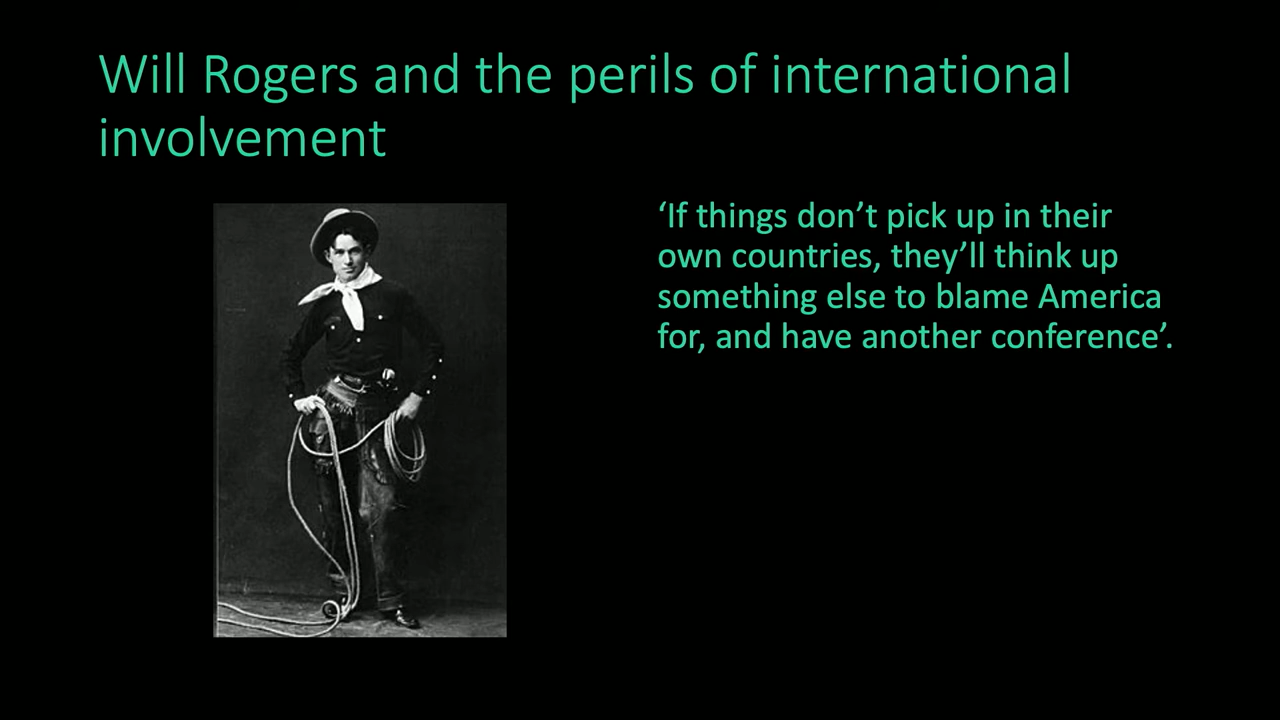 Will Rogers and the perils of international
involvement
‘If things don’t pick up in their
own countries, they’ll think up
something else to blame America
for, and have another conference’.